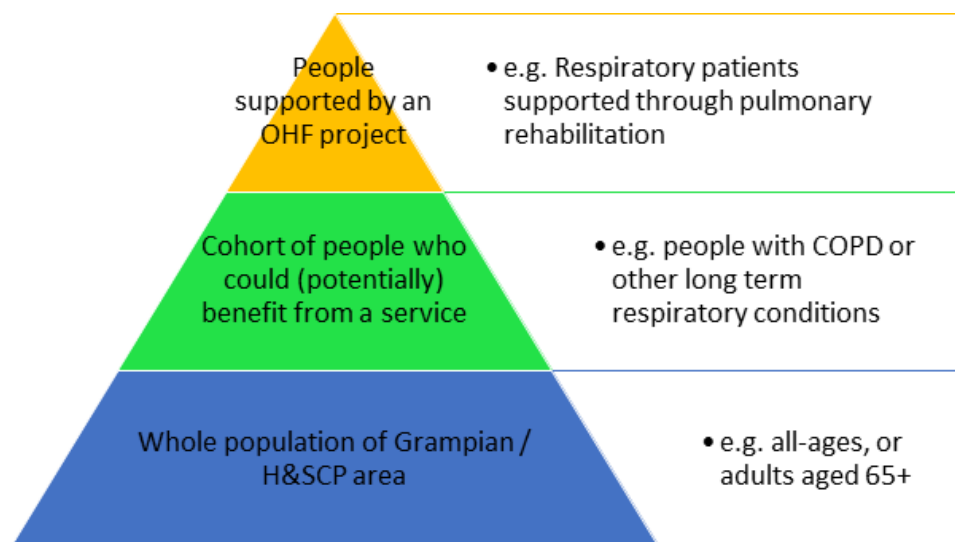 People
supported by an
OHF project
• e.g. Respiratory patients
supported through pulmonary
rehabilitation
Cohort of people who
could (potentially)
benefit from a service
• e.g. people with COPD or
other long term
respiratory conditions
Whole population of Grampian /
H&SCP area
• e.g. all-ages, or
adults aged 65+